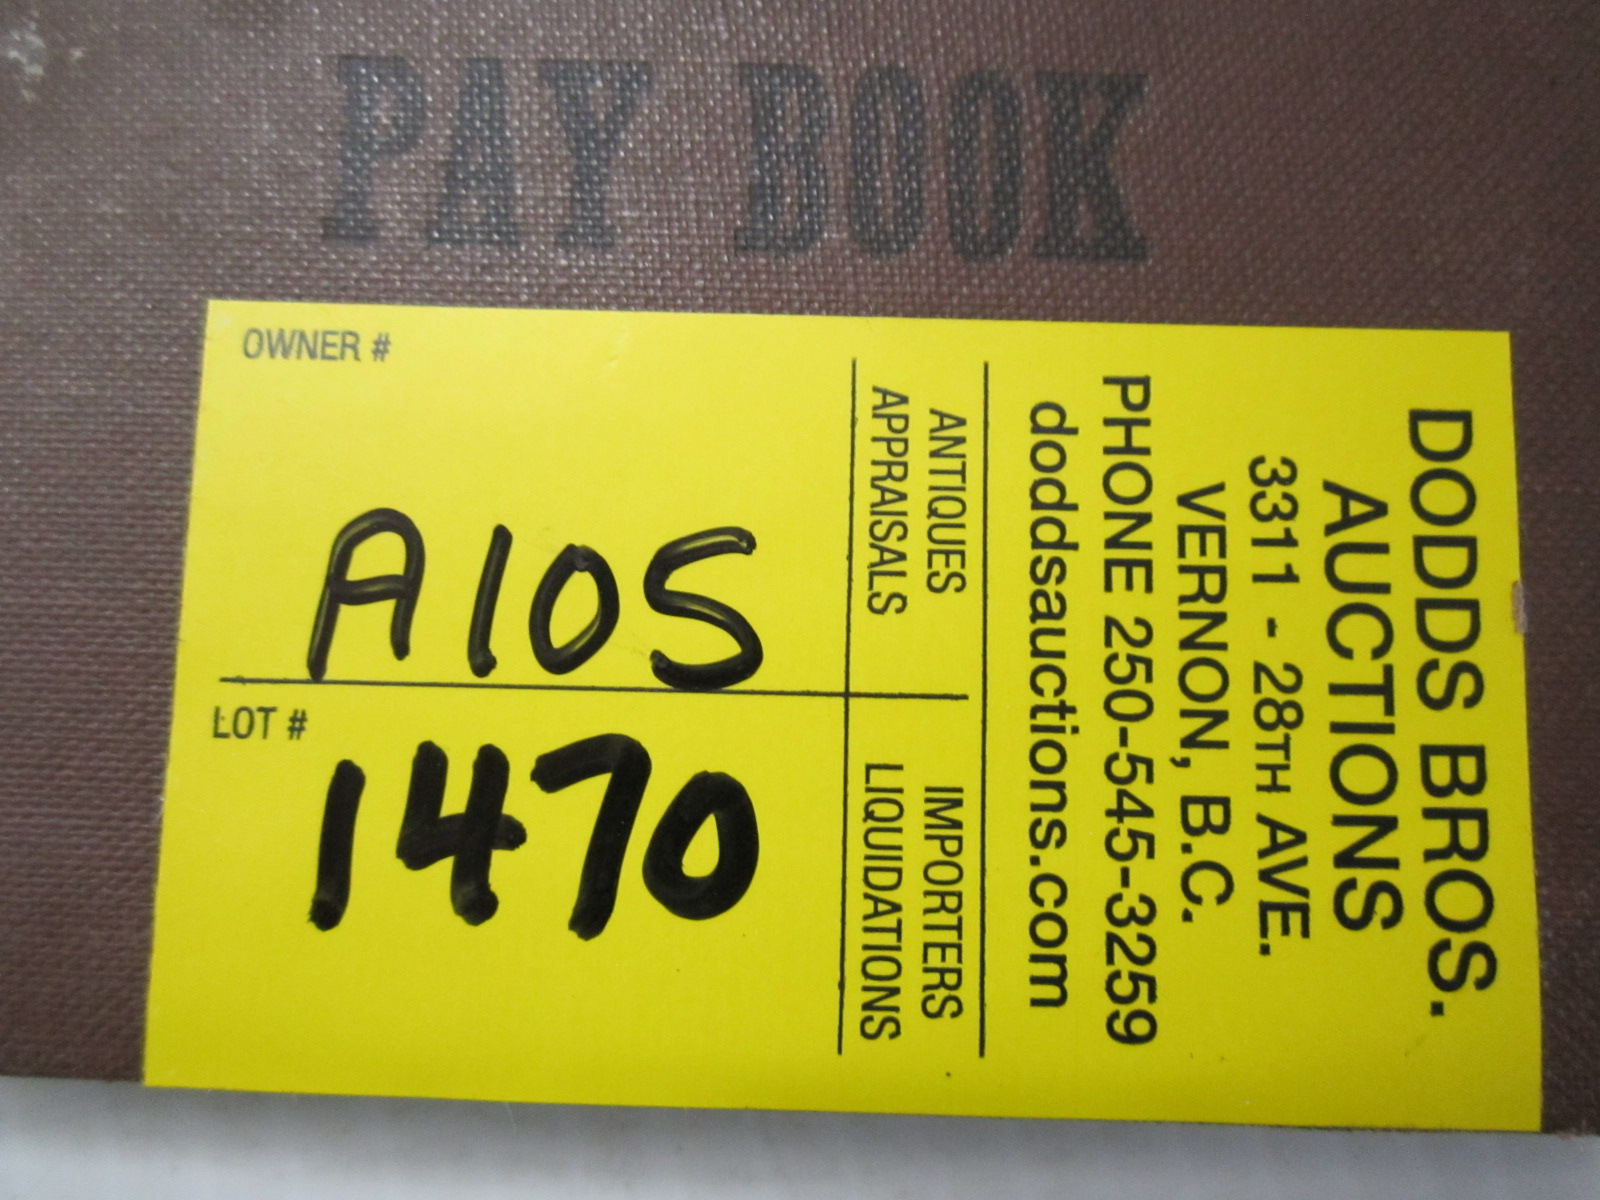 PAY BOOK
OWNER #
A105
LOT #
1470
DODDS BROS.
AUCTIONS
3311 - 28TH AVE.
VERNON, B.C.
PHONE 250-545-3259
doddsauctions.com
ANTIQUES
APPRAISALS
IMPORTERS
LIQUIDATIONS